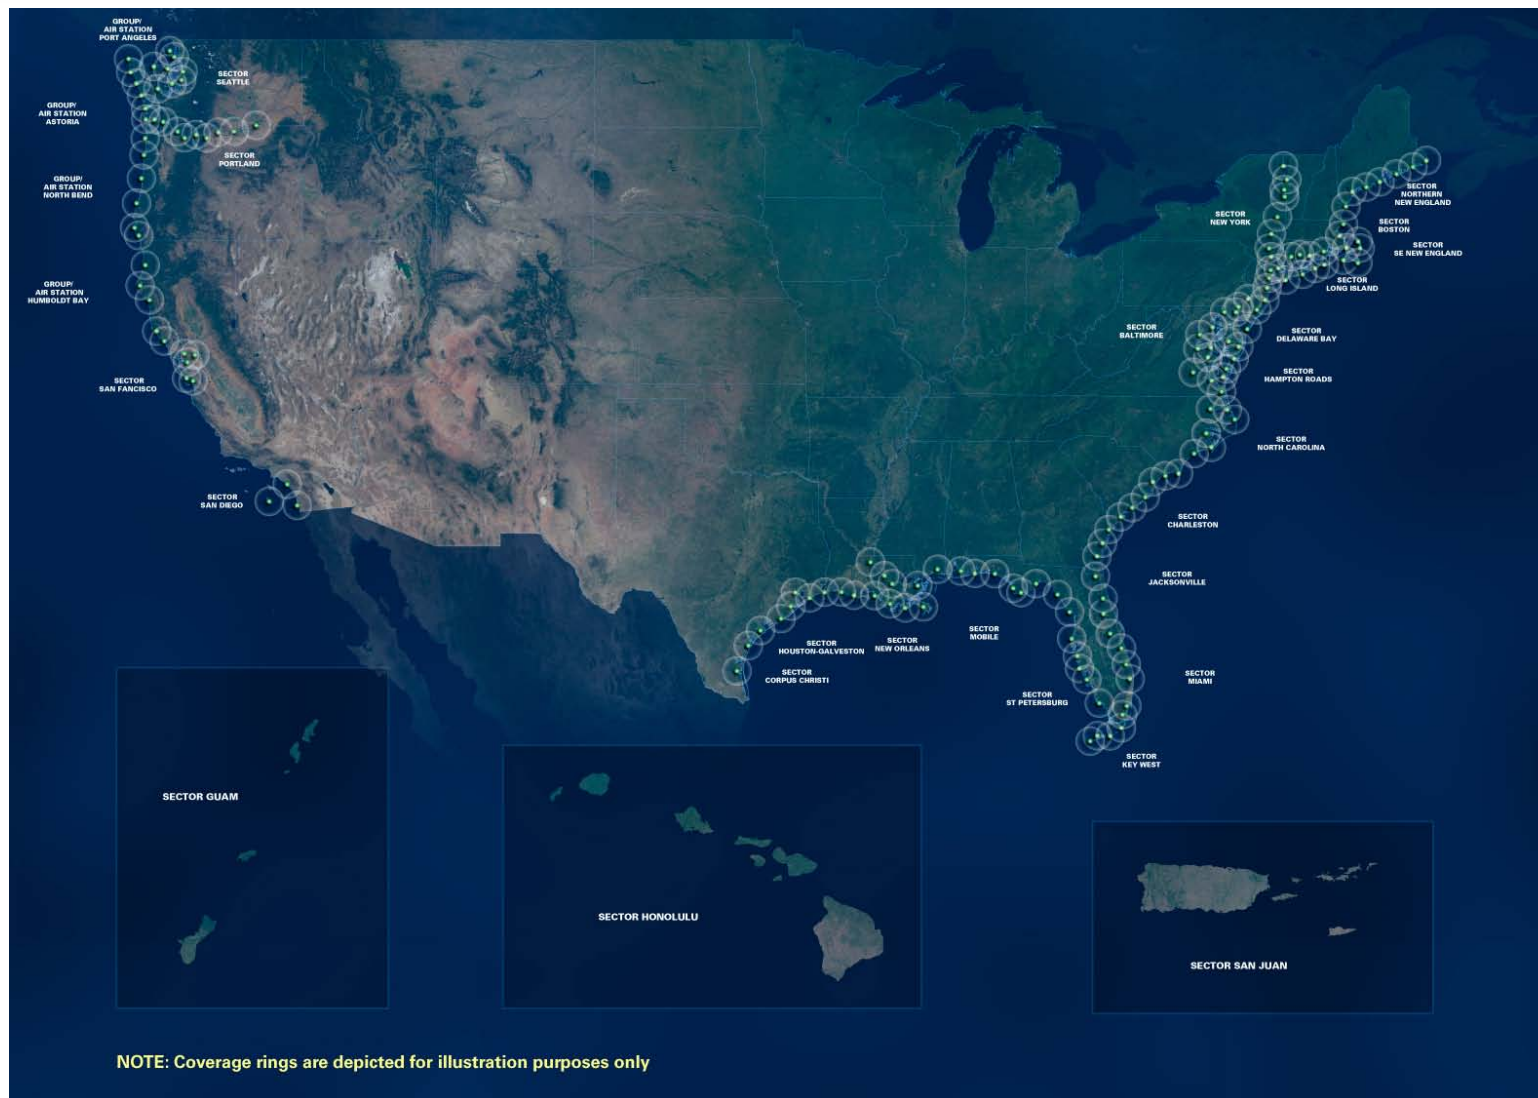 GROUP/
AIR STATION
PORT ANGELES
SECTOR
SEATTLE
GROUP/
AIR STATION
ASTORIA
SECTOR
PORTLAND
GROUP/
AIR STATION
NORTH BEND
GROUP/
AIR STATION
HUMBOLDT BAY
SECTOR
SAN FANCISCO
SECTOR
SAN DIEGO
SECTOR
NORTHERN
NEW ENGLAND
SECTOR
NEW YORK
SECTOR
BOSTON
SECTOR
SE NEW ENGLAND
SECTOR
LONG ISLAND
SECTOR
BALTIMORE
SECTOR
DELAWARE BAY
SECTOR
HAMPTON ROADS
SECTOR
NORTH CAROLINA
SECTOR
CHARLESTON
SECTOR
JACKSONVILLE
SECTOR
MOBILE
SECTOR
HOUSTON-GALVESTON
SECTOR
NEW ORLEANS
SECTOR
CORPUS CHRISTI
SECTOR
MIAMI
SECTOR
ST PETERSBURG
SECTOR
KEY WEST
SECTOR GUAM
SECTOR HONOLULU
SECTOR SAN JUAN
NOTE: Coverage rings are depicted for illustration purposes only